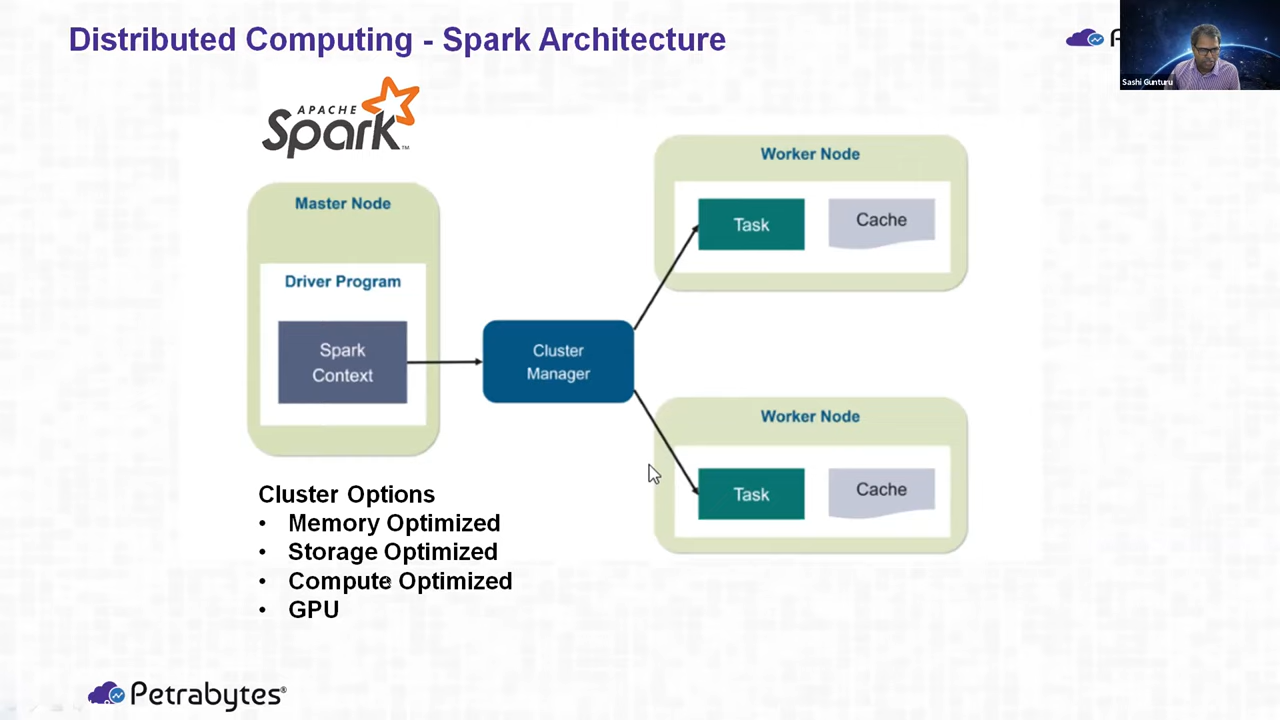 Distributed Computing - Spark Architecture
Sashi Gunturu
APACHE
Spark™
Master Node
Driver Program
Spark
Context
Cluster
Manager
Worker Node
Task
Cache
Worker Node
Task
Cache
Cluster Options
• Memory Optimized
• Storage Optimized
• Compute Optimized
• GPU
Petrabytes®